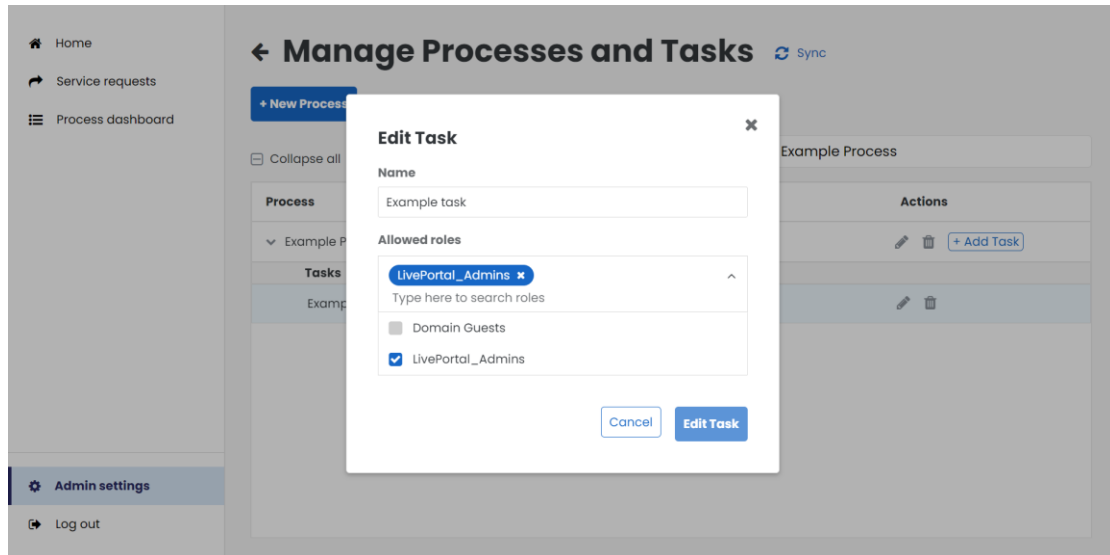 Home
Service requests
Process dashboard
Admin settings
Log out
Manage Processes and Tasks
Sync
+ New Process
Collapse all
Example Process
Process
Actions
Example P
+ Add Task
Tasks
Examp
Edit Task
Name
Example task
Allowed roles
LivePortal_Admins
Type here to search roles
Domain Guests
LivePortal_Admins
Cancel
Edit Task